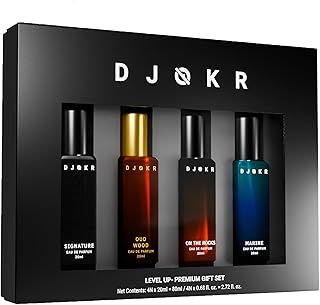 DJOKR
DJOKR
SIGNATURE
EAU DE PARFUM
20ml
DJOKR
OUD
WOOD
EAU DE PARFUM
20ml
DJOKR
ON THE ROCKS
EAU DE PARFUM
20ml
DJOKR
MARINE
EAU DE PARFUM
20ml
LEVEL UP- PREMIUM GIFT SET
Net Contents: 4N x 20ml = 80ml / 4N x 0.68 fl. oz = 2.72 fl. oz.